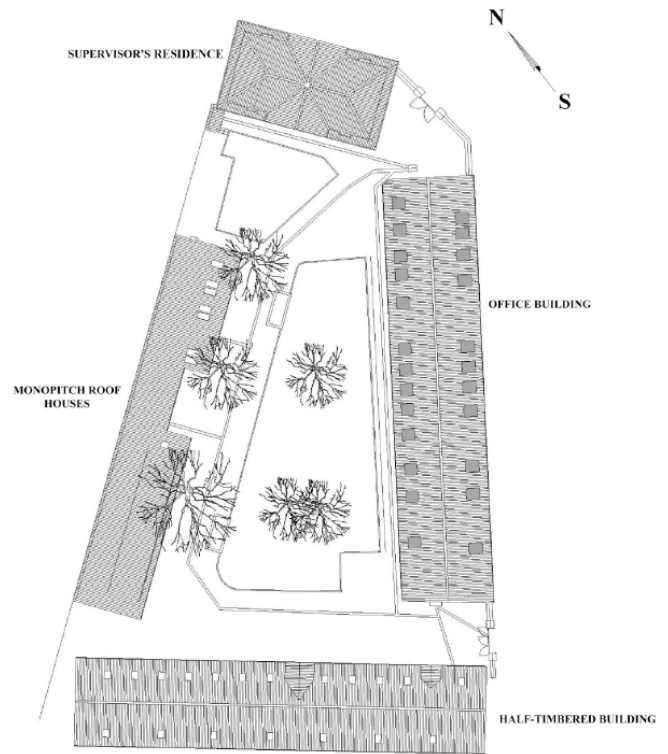 N
SUPERVISOR'S RESIDENCE
S
OFFICE BUILDING
MONOPITCH ROOF
HOUSES
HALF-TIMBERED BUILDING